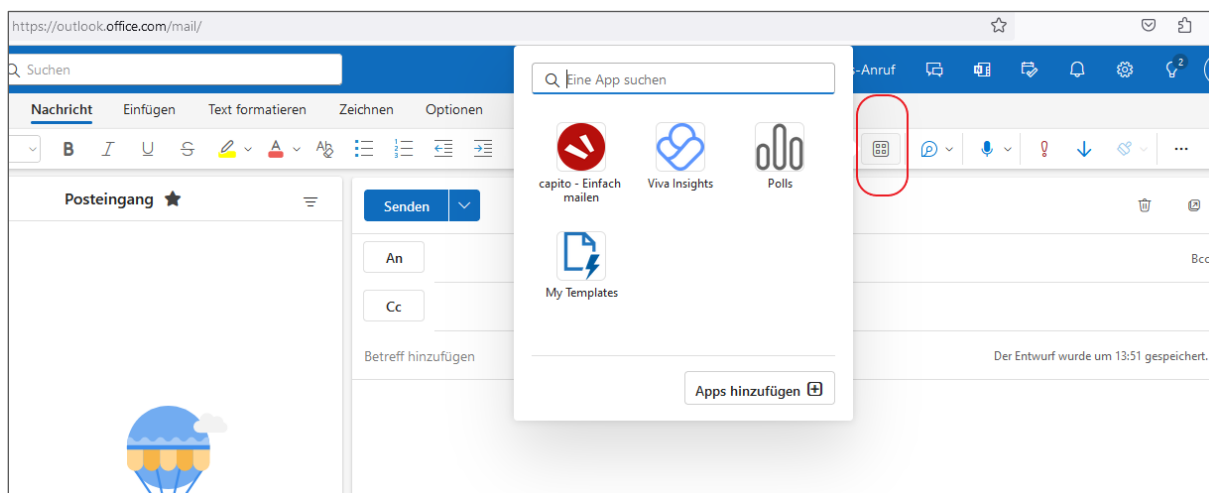 https://outlook.office.com/mail/
Suchen
Eine App suchen
-Anruf
2
Nachricht Einfügen Text formatieren Zeichnen Optionen
Posteingang
Senden
capito - Einfach
mailen
Viva Insights
Polls
An
Bcc
My Templates
Cc
Betreff hinzufügen
Der Entwurf wurde um 13:51 gespeichert.
Apps hinzufügen